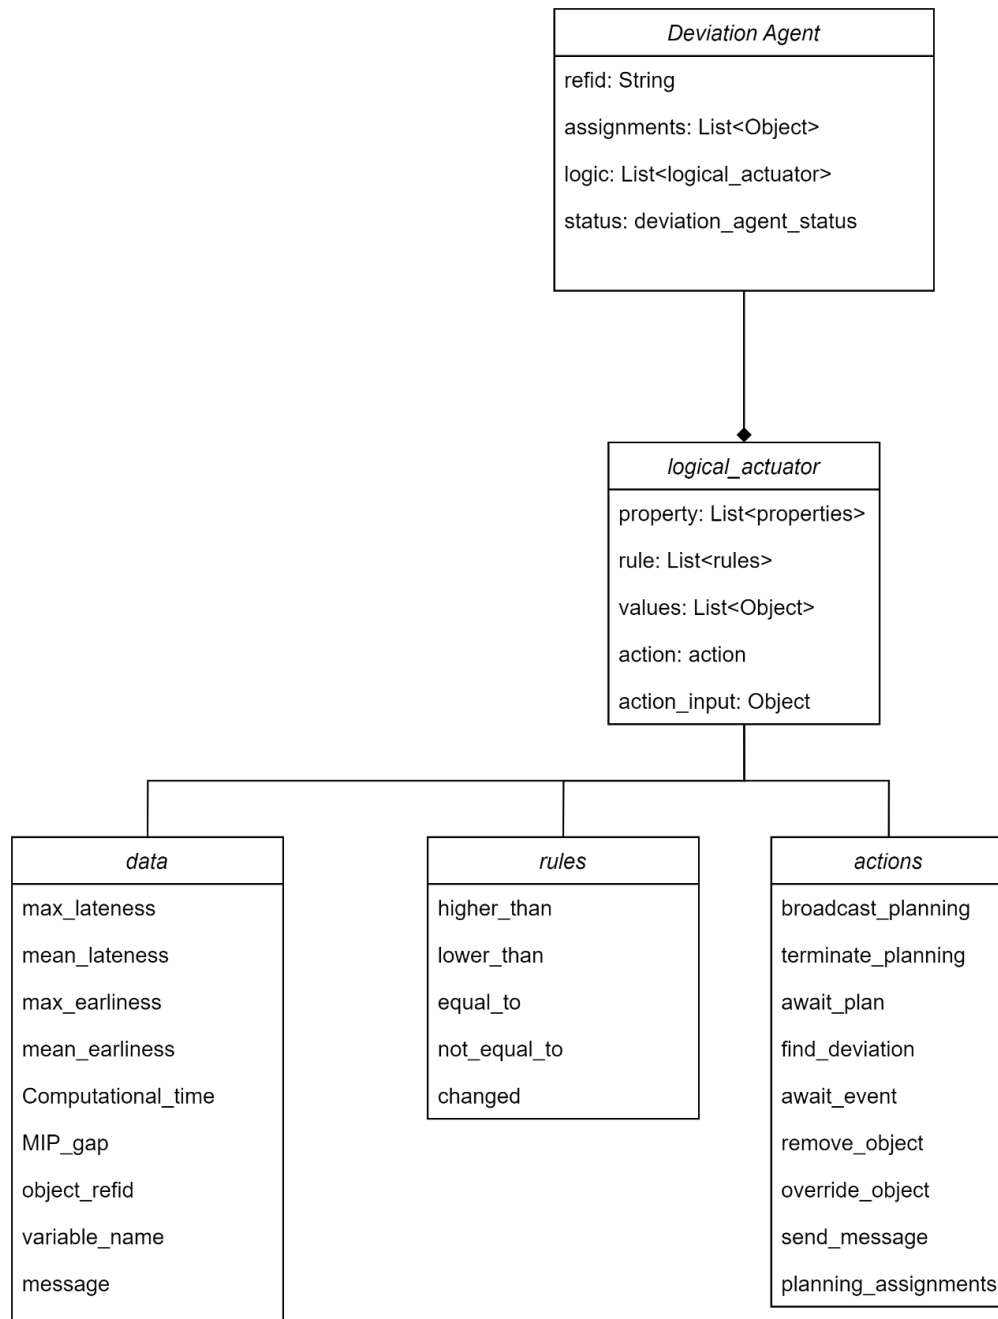 Deviation Agent
refid: String
assignments: List<Object>
logic: List<logical_actuator>
status: deviation_agent_status
logical_actuator
property: List<properties>
rule: List<rules>
values: List<Object>
action: action
action_input: Object
data
max_lateness
mean_lateness
max_earliness
mean_earliness
Computational_time
MIP_gap
object_refid
variable_name
message
rules
higher_than
lower_than
equal_to
not_equal_to
changed
actions
broadcast_planning
terminate_planning
await_plan
find_deviation
await_event
remove_object
override_object
send_message
planning_assignments